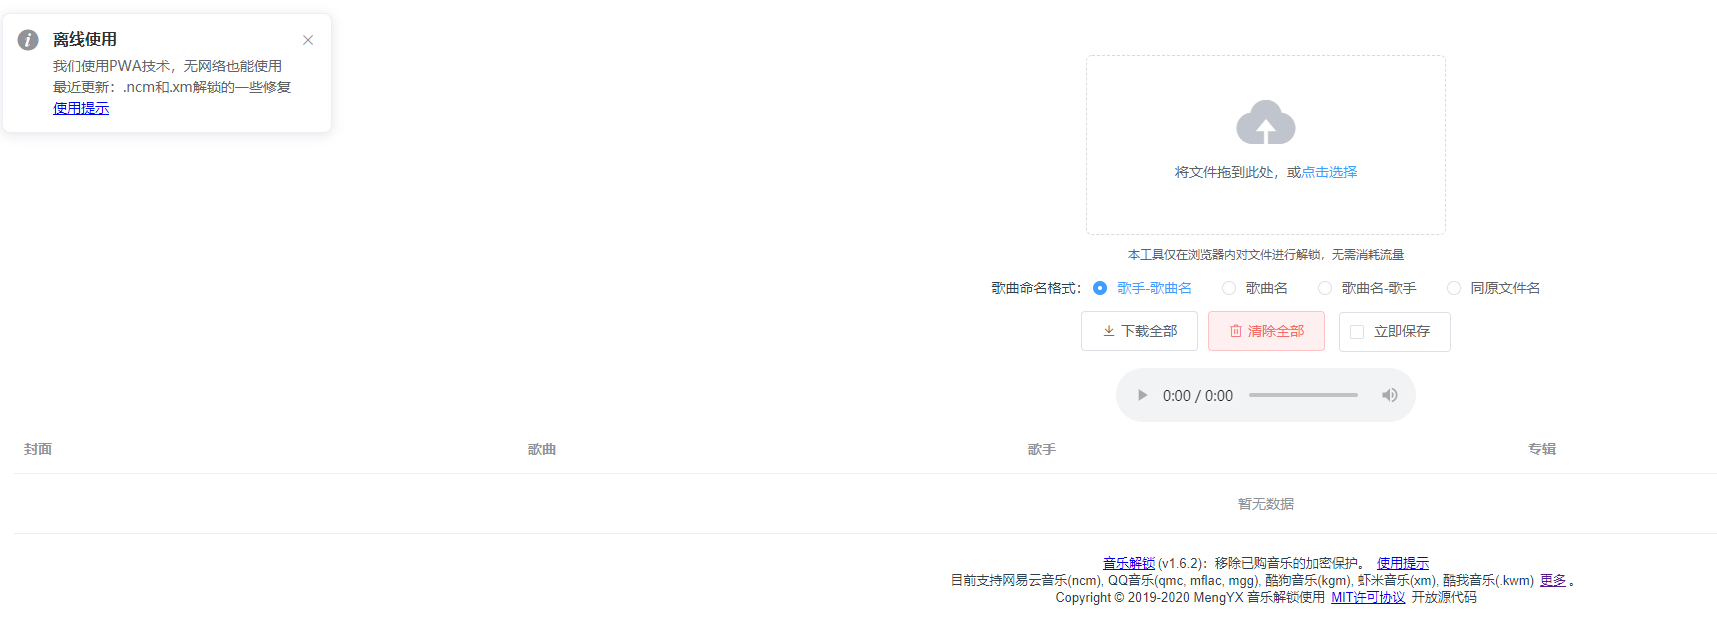 离线使用
我们使用PWA技术，无网络也能使用
最近更新：.ncm和.xm解锁的一些修复
使用提示
将文件拖到此处，或点击选择
本工具仅在浏览器内对文件进行解锁，无需消耗流量
歌曲命名格式： 歌手-歌曲名 歌曲名 歌曲名-歌手 同原文件名
下载全部 清除全部 立即保存
0:00 / 0:00
封面 歌曲 歌手 专辑
暂无数据
音乐解锁 (v1.6.2)：移除已购音乐的加密保护。 使用提示
目前支持网易云音乐(ncm), QQ音乐(qmc, mflac, mgg), 酷狗音乐(kgm), 虾米音乐(xm), 酷我音乐(.kwm) 更多。
Copyright © 2019-2020 MengYX 音乐解锁使用 MIT许可协议 开放源代码